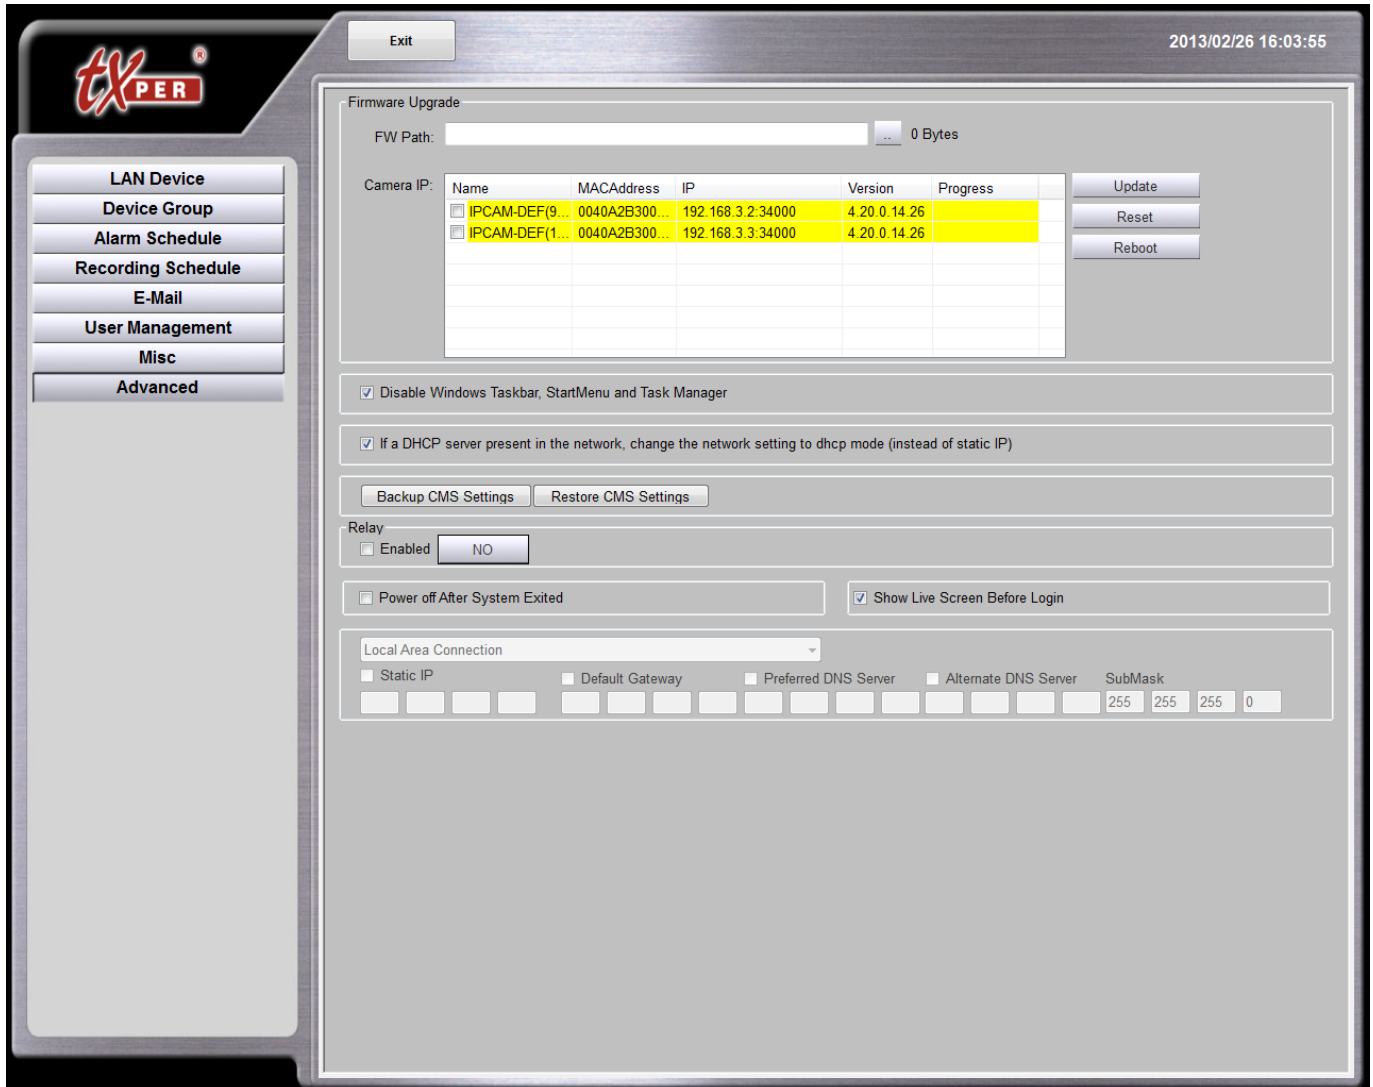 Exit
2013/02/26 16:03:55
tXPER ®
LAN Device
Device Group
Alarm Schedule
Recording Schedule
E-Mail
User Management
Misc
Advanced
Firmware Upgrade
FW Path: .. 0 Bytes
Camera IP:
Name MACAddress IP Version Progress
IPCAM-DEF(9... 0040A2B300... 192.168.3.2:34000 4.20.0.14.26
IPCAM-DEF(1... 0040A2B300... 192.168.3.3:34000 4.20.0.14.26
Update
Reset
Reboot
Disable Windows Taskbar, StartMenu and Task Manager
If a DHCP server present in the network, change the network setting to dhcp mode (instead of static IP)
Backup CMS Settings Restore CMS Settings
Relay
Enabled NO
Power off After System Exited Show Live Screen Before Login
Local Area Connection
Static IP Default Gateway Preferred DNS Server Alternate DNS Server SubMask
255 255 255 0